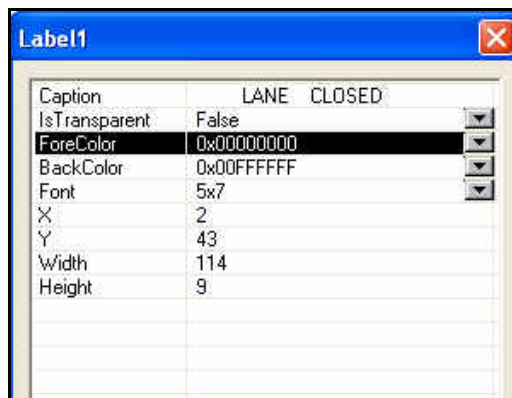 Label1
Caption LANE CLOSED
IsTransparent False
ForeColor 0x00000000
BackColor 0x00FFFFFF
Font 5x7
X 2
Y 43
Width 114
Height 9